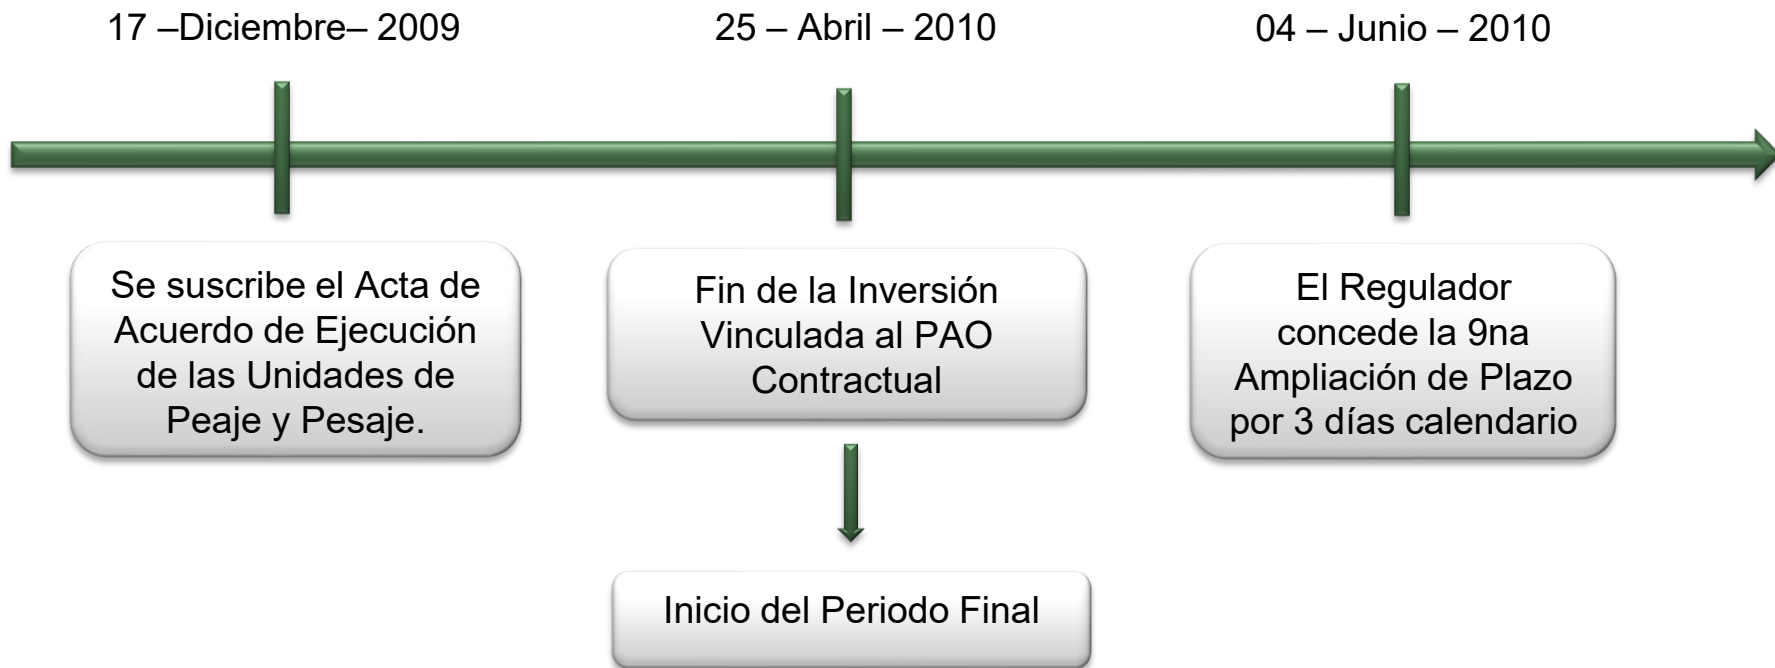 17 –Diciembre– 2009
25 – Abril – 2010
04 – Junio – 2010
Se suscribe el Acta de
Acuerdo de Ejecución
de las Unidades de
Peaje y Pesaje.
Fin de la Inversión
Vinculada al PAO
Contractual
El Regulador
concede la 9na
Ampliación de Plazo
por 3 días calendario
Inicio del Periodo Final